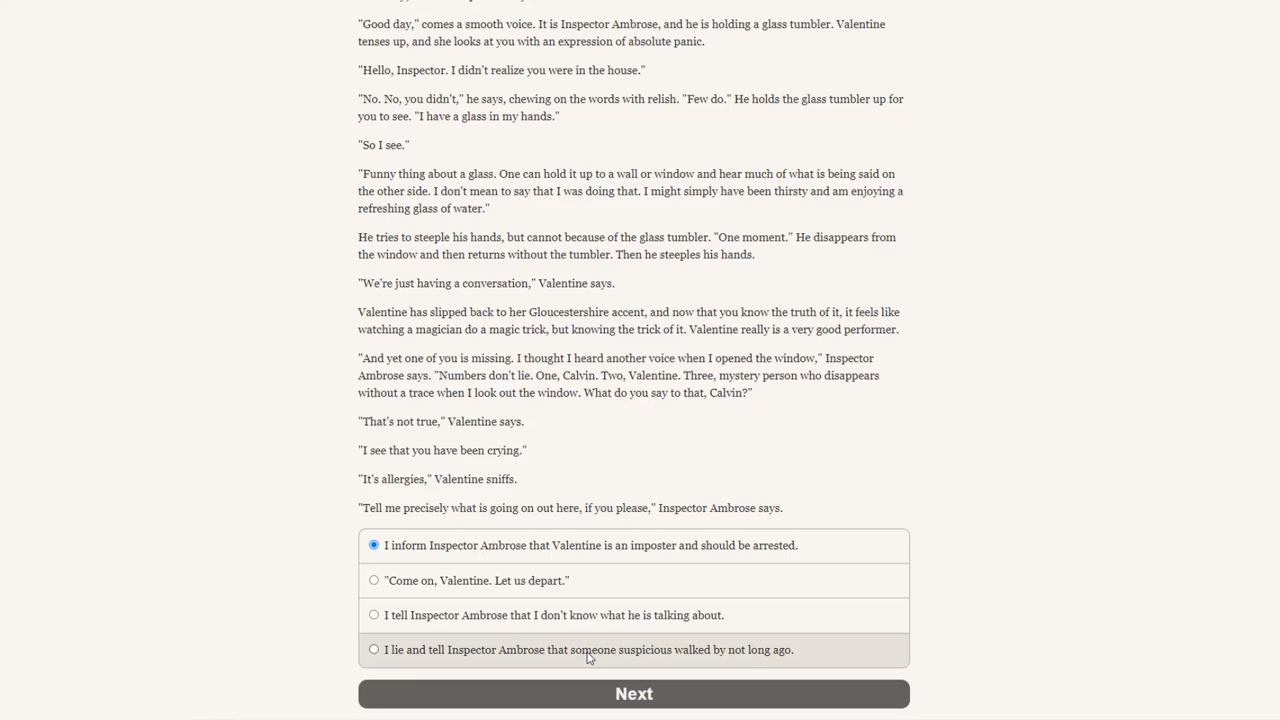 "Good day," comes a smooth voice. It is Inspector Ambrose, and he is holding a glass tumbler. Valentine
tenses up, and she looks at you with an expression of absolute panic.
"Hello, Inspector. I didn't realize you were in the house."
"No. No, you didn't," he says, chewing on the words with relish. "Few do." He holds the glass tumbler up for
you to see. "I have a glass in my hands."
"So I see."
"Funny thing about a glass. One can hold it up to a wall or window and hear much of what is being said on
the other side. I don't mean to say that I was doing that. I might simply have been thirsty and am enjoying a
refreshing glass of water."
He tries to steeple his hands, but cannot because of the glass tumbler. "One moment." He disappears from
the window and then returns without the tumbler. Then he steeples his hands.
"We're just having a conversation," Valentine says.
Valentine has slipped back to her Gloucestershire accent, and now that you know the truth of it, it feels like
watching a magician do a magic trick, but knowing the trick of it. Valentine really is a very good performer.
"And yet one of you is missing. I thought I heard another voice when I opened the window," Inspector
Ambrose says. "Numbers don't lie. One, Calvin. Two, Valentine. Three, mystery person who disappears
without a trace when I look out the window. What do you say to that, Calvin?"
"That's not true," Valentine says.
"I see that you have been crying."
"It's allergies," Valentine sniffs.
"Tell me precisely what is going on out here, if you please," Inspector Ambrose says.
I inform Inspector Ambrose that Valentine is an imposter and should be arrested.
"Come on, Valentine. Let us depart."
I tell Inspector Ambrose that I don't know what he is talking about.
I lie and tell Inspector Ambrose that someone suspicious walked by not long ago.
Next